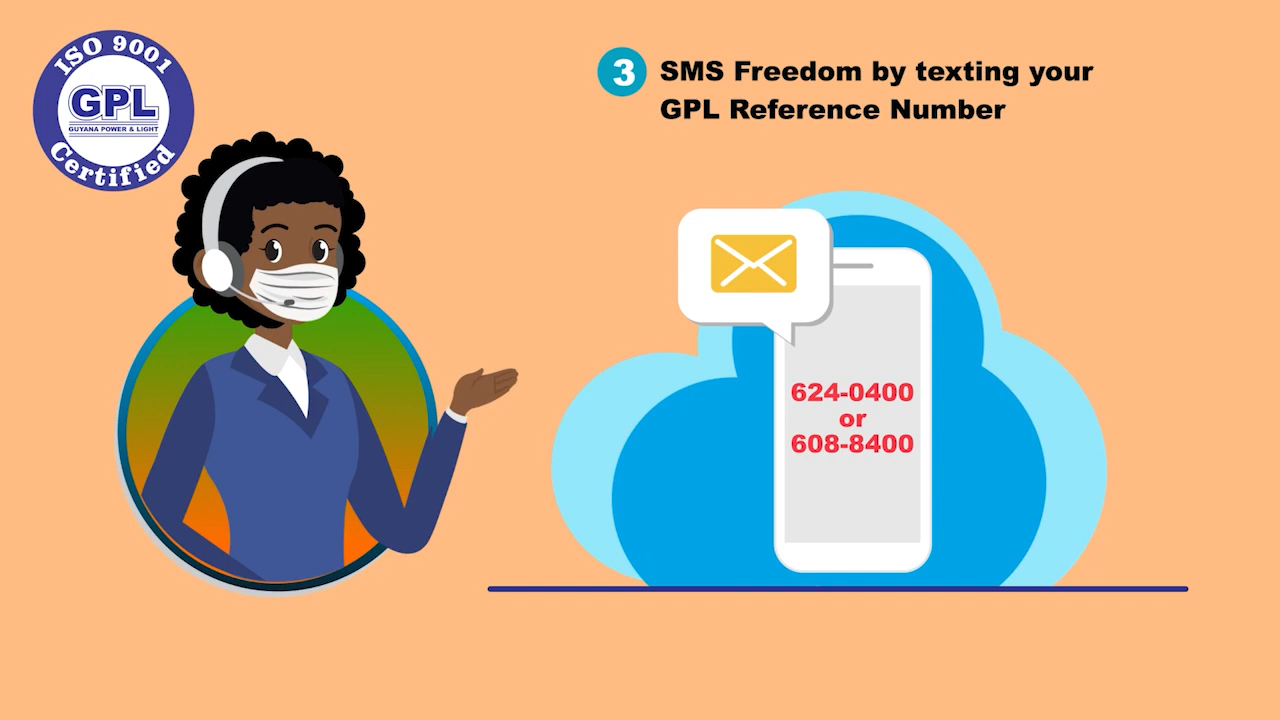 ISO 9001
GPL
GUYANA POWER & LIGHT
Certified
3 SMS Freedom by texting your
GPL Reference Number
624-0400
or
608-8400